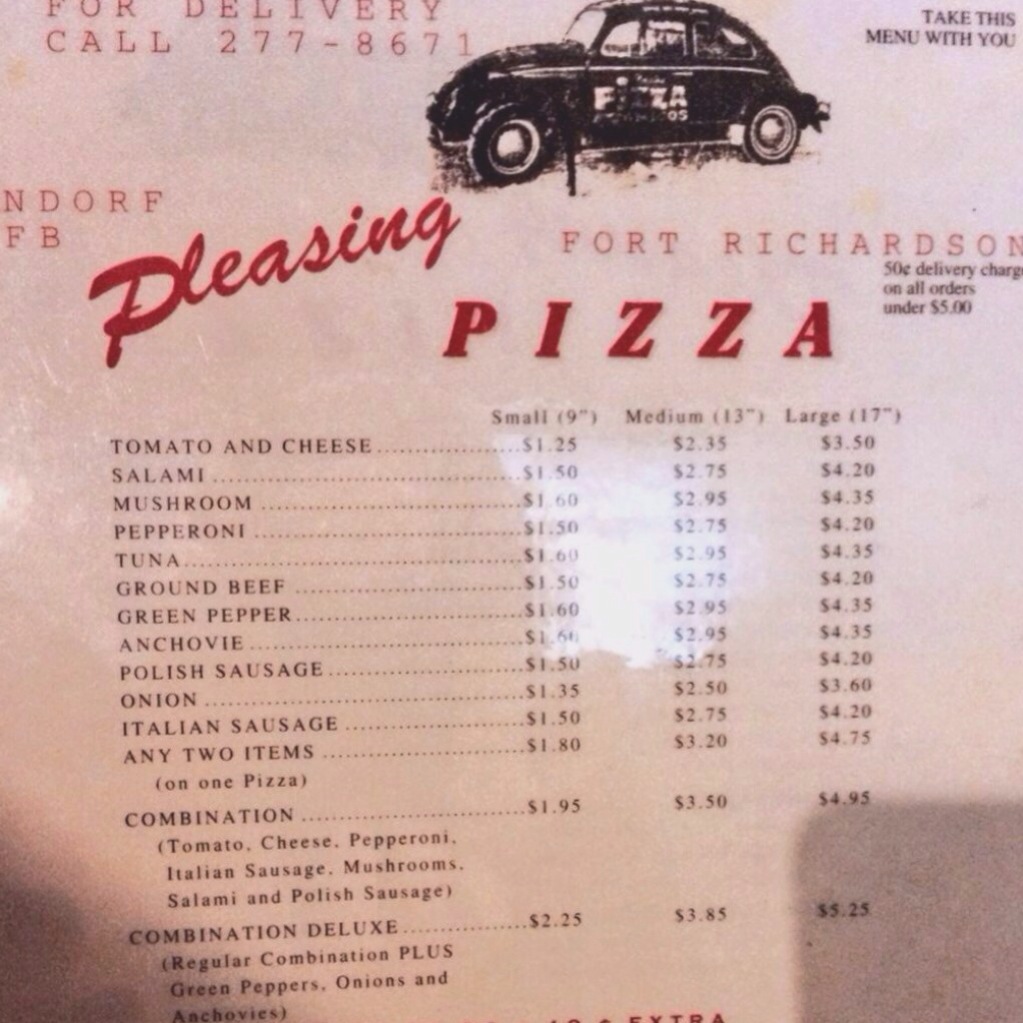 FOR DELIVERY
CALL 277-8671
TAKE THIS
MENU WITH YOU
PIZZA
NDORF
FB
Pleasing
FORT RICHARDSON
50¢ delivery charge
on all orders
under $5.00
PIZZA
Small (9") Medium (13") Large (17")
TOMATO AND CHEESE $1.25 $2.35 $3.50
SALAMI $1.50 $2.75 $4.20
MUSHROOM $1.60 $2.95 $4.35
PEPPERONI $1.50 $2.75 $4.20
TUNA $1.60 $2.95 $4.35
GROUND BEEF $1.50 $2.75 $4.20
GREEN PEPPER $1.60 $2.95 $4.35
ANCHOVIE $1.60 $2.95 $4.35
POLISH SAUSAGE $1.50 $2.75 $4.20
ONION $1.35 $2.50 $3.60
ITALIAN SAUSAGE $1.50 $2.75 $4.20
ANY TWO ITEMS $1.80 $3.20 $4.75
(on one Pizza)
COMBINATION $1.95 $3.50 $4.95
(Tomato, Cheese, Pepperoni,
Italian Sausage, Mushrooms,
Salami and Polish Sausage)
COMBINATION DELUXE $2.25 $3.85 $5.25
(Regular Combination PLUS
Green Peppers, Onions and
Anchovies)
EXTRA